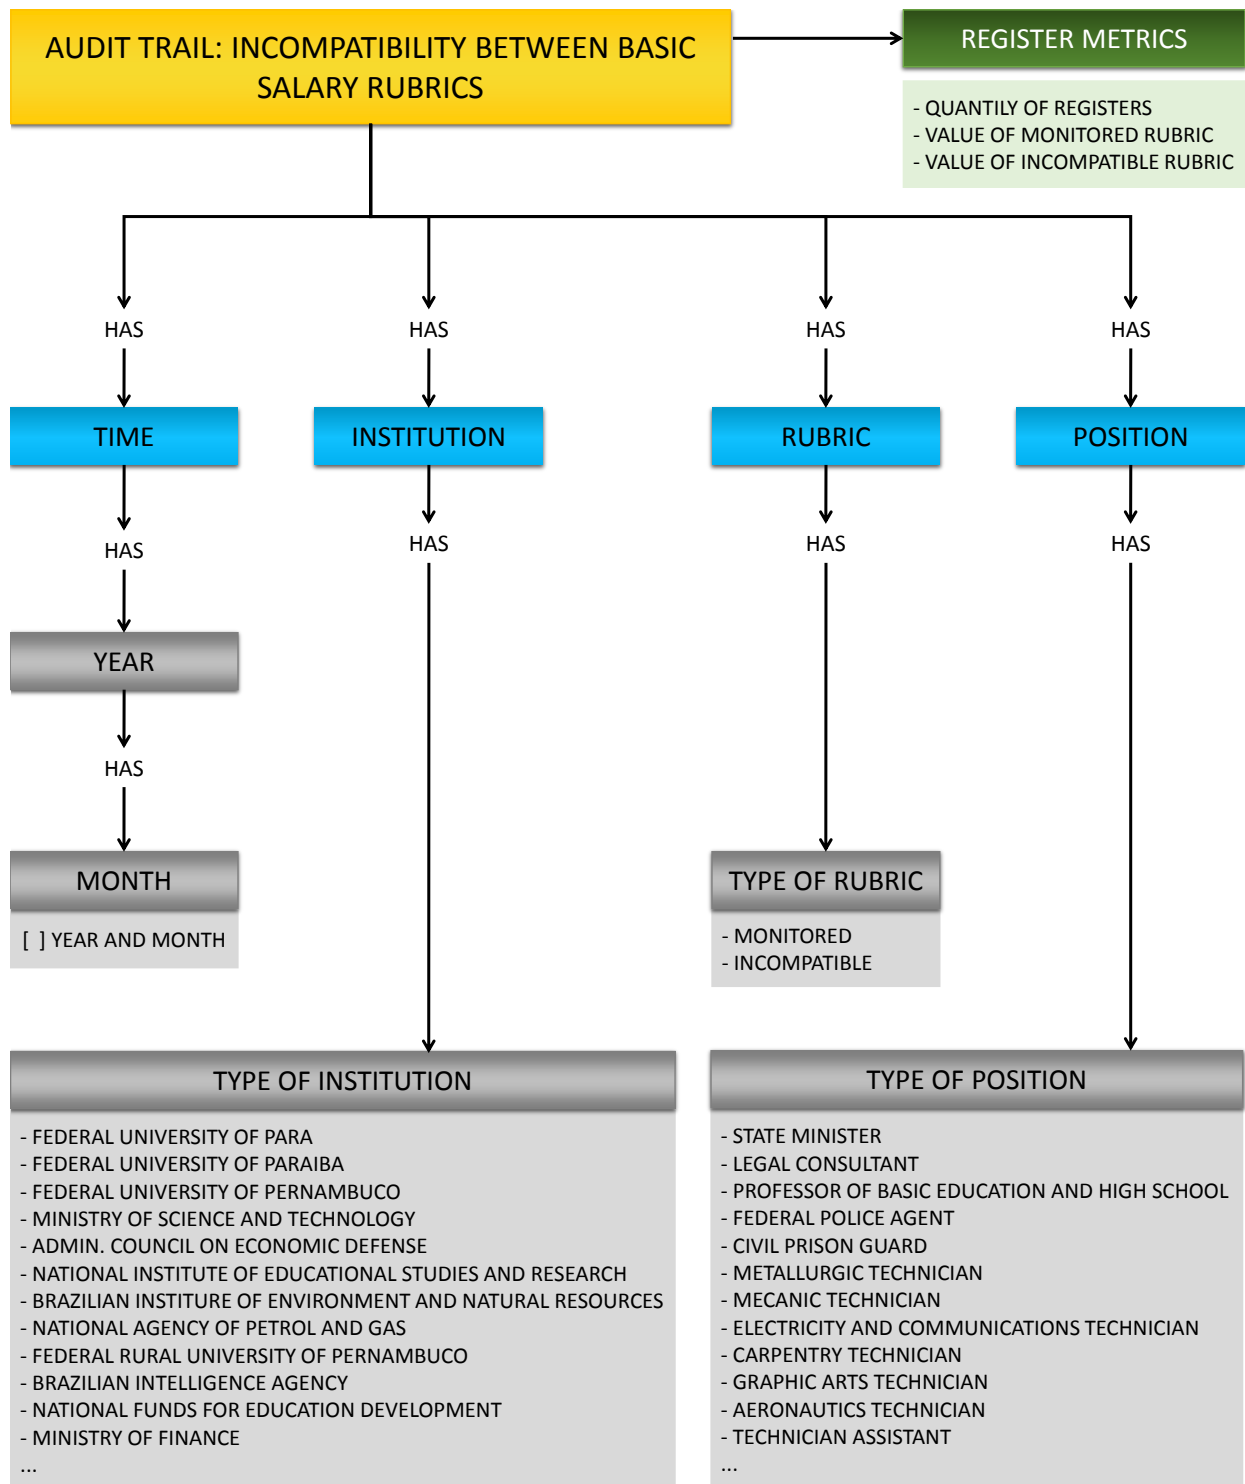 AUDIT TRAIL: INCOMPATIBILITY BETWEEN BASIC
SALARY RUBRICS
REGISTER METRICS
- QUANTILY OF REGISTERS
- VALUE OF MONITORED RUBRIC
- VALUE OF INCOMPATIBLE RUBRIC
HAS
HAS
HAS
HAS
TIME
INSTITUTION
RUBRIC
POSITION
HAS
HAS
HAS
HAS
YEAR
HAS
MONTH
[ ] YEAR AND MONTH
TYPE OF RUBRIC
- MONITORED
- INCOMPATIBLE
TYPE OF INSTITUTION
- FEDERAL UNIVERSITY OF PARA
- FEDERAL UNIVERSITY OF PARAIBA
- FEDERAL UNIVERSITY OF PERNAMBUCO
- MINISTRY OF SCIENCE AND TECHNOLOGY
- ADMIN. COUNCIL ON ECONOMIC DEFENSE
- NATIONAL INSTITUTE OF EDUCATIONAL STUDIES AND RESEARCH
- BRAZILIAN INSTITURE OF ENVIRONMENT AND NATURAL RESOURCES
- NATIONAL AGENCY OF PETROL AND GAS
- FEDERAL RURAL UNIVERSITY OF PERNAMBUCO
- BRAZILIAN INTELLIGENCE AGENCY
- NATIONAL FUNDS FOR EDUCATION DEVELOPMENT
- MINISTRY OF FINANCE
...
TYPE OF POSITION
- STATE MINISTER
- LEGAL CONSULTANT
- PROFESSOR OF BASIC EDUCATION AND HIGH SCHOOL
- FEDERAL POLICE AGENT
- CIVIL PRISON GUARD
- METALLURGIC TECHNICIAN
- MECANIC TECHNICIAN
- ELECTRICITY AND COMMUNICATIONS TECHNICIAN
- CARPENTRY TECHNICIAN
- GRAPHIC ARTS TECHNICIAN
- AERONAUTICS TECHNICIAN
- TECHNICIAN ASSISTANT
...